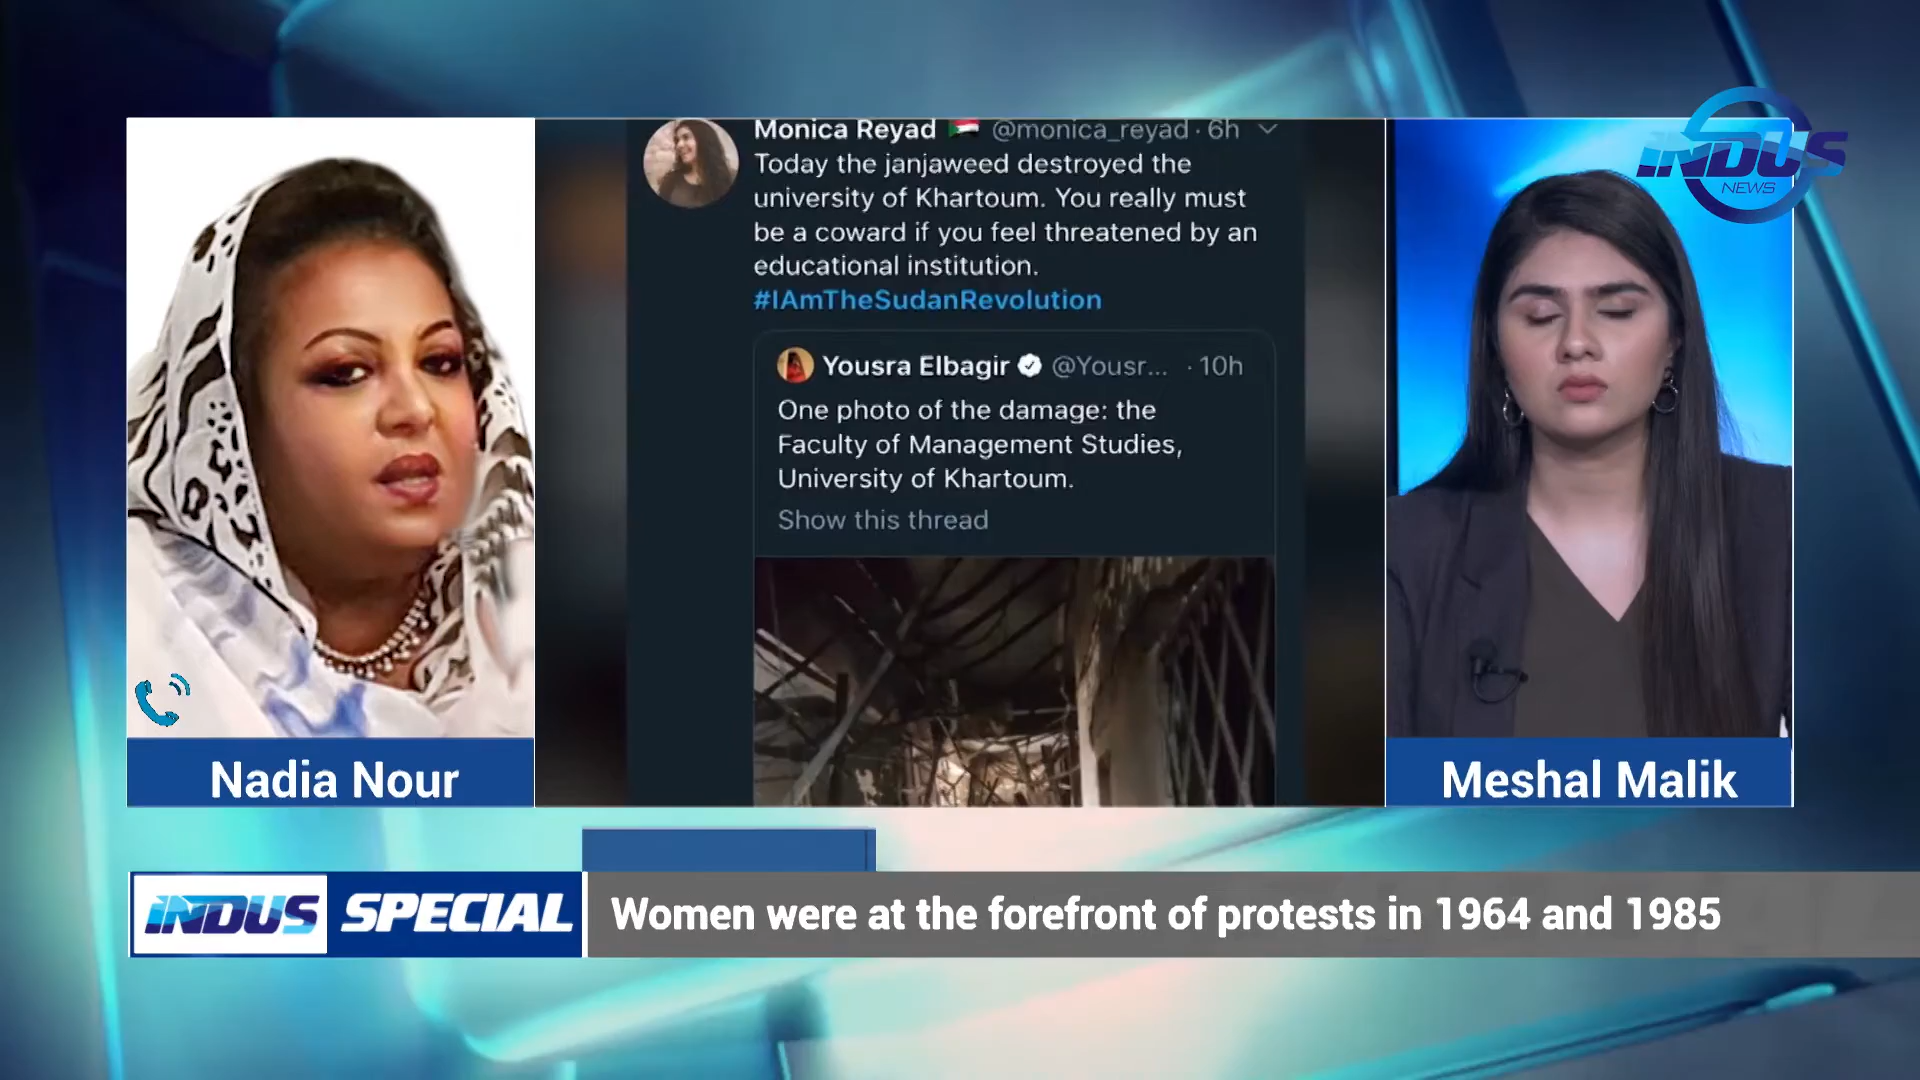 INDUS
NEWS
Monica Reyad @monica_reyad · 6h
Today the janjaweed destroyed the
university of Khartoum. You really must
be a coward if you feel threatened by an
educational institution.
#IAmTheSudanRevolution
Yousra Elbagir @Yousr... · 10h
One photo of the damage: the
Faculty of Management Studies,
University of Khartoum.
Show this thread
Nadia Nour
Meshal Malik
INDUS SPECIAL
Women were at the forefront of protests in 1964 and 1985